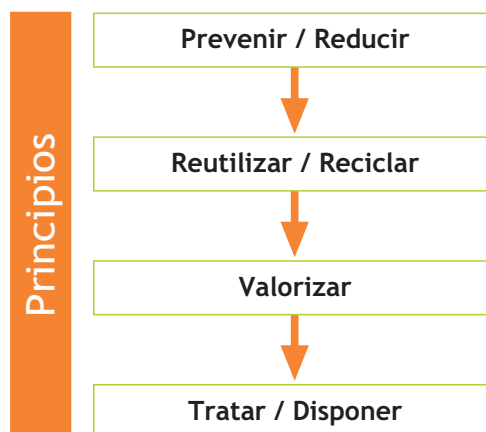 Principios
Prevenir / Reducir
Reutilizar / Reciclar
Valorizar
Tratar / Disponer